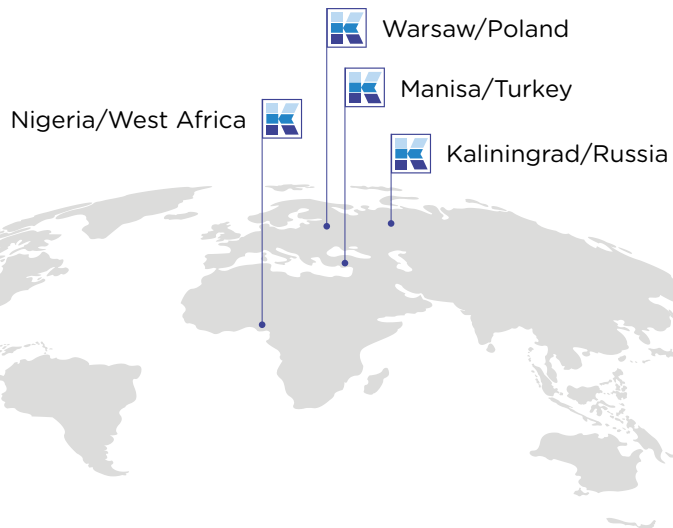 Warsaw/Poland
Manisa/Turkey
Nigeria/West Africa
Kaliningrad/Russia